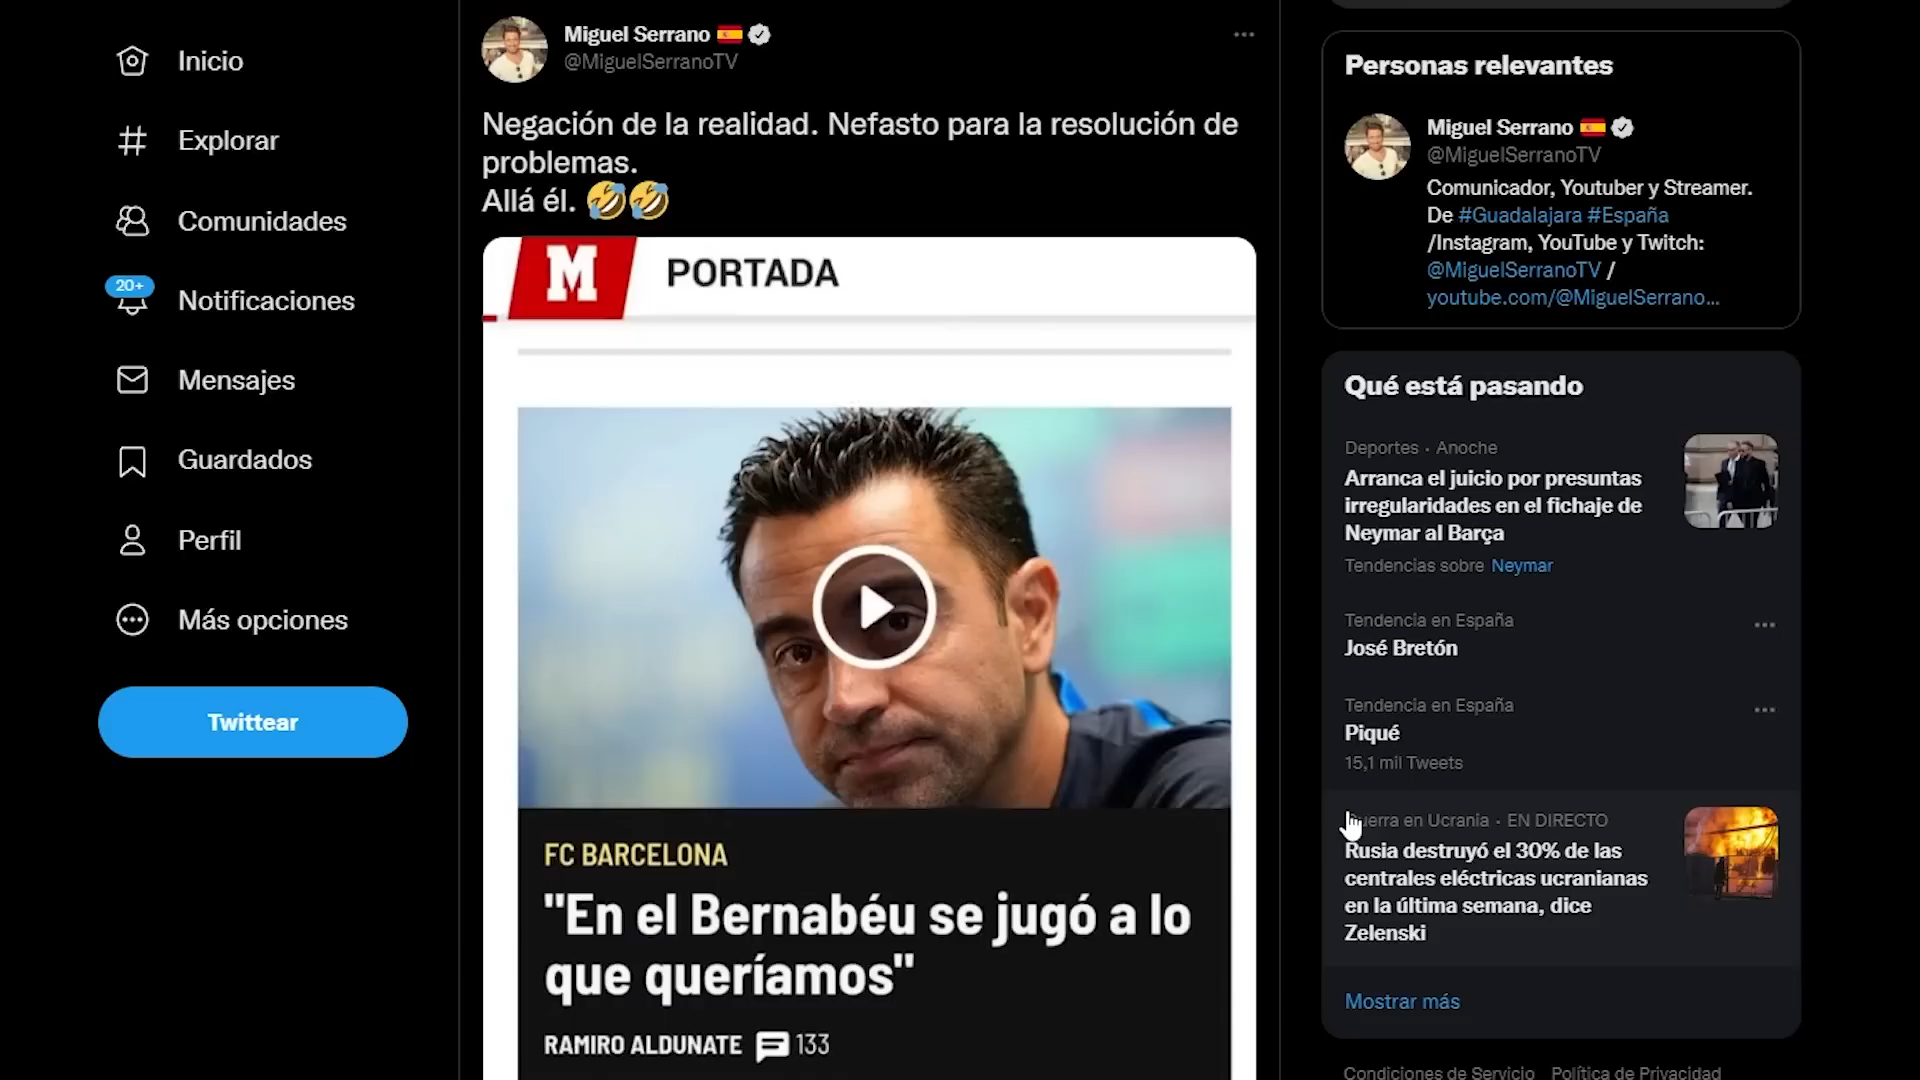 Inicio
Explorar
Comunidades
20+
Notificaciones
Mensajes
Guardados
Perfil
Más opciones
Twittear
Miguel Serrano
@MiguelSerranoTV
Negación de la realidad. Nefasto para la resolución de
problemas.
Allá él. 🤣🤣
M PORTADA
FC BARCELONA
"En el Bernabéu se jugó a lo
que queríamos"
RAMIRO ALDUNATE 133
Personas relevantes
Miguel Serrano
@MiguelSerranoTV
Comunicador, Youtuber y Streamer.
De #Guadalajara #España
/Instagram, YouTube y Twitch:
@MiguelSerranoTV /
youtube.com/@MiguelSerrano...
Qué está pasando
Deportes · Anoche
Arranca el juicio por presuntas
irregularidades en el fichaje de
Neymar al Barça
Tendencias sobre Neymar
Tendencia en España
José Bretón
Tendencia en España
Piqué
15,1 mil Tweets
en Ucrania · EN DIRECTO
Rusia destruyó el 30% de las
centrales eléctricas ucranianas
en la última semana, dice
Zelenski
Mostrar más
Condiciones de Servicio Política de Privacidad